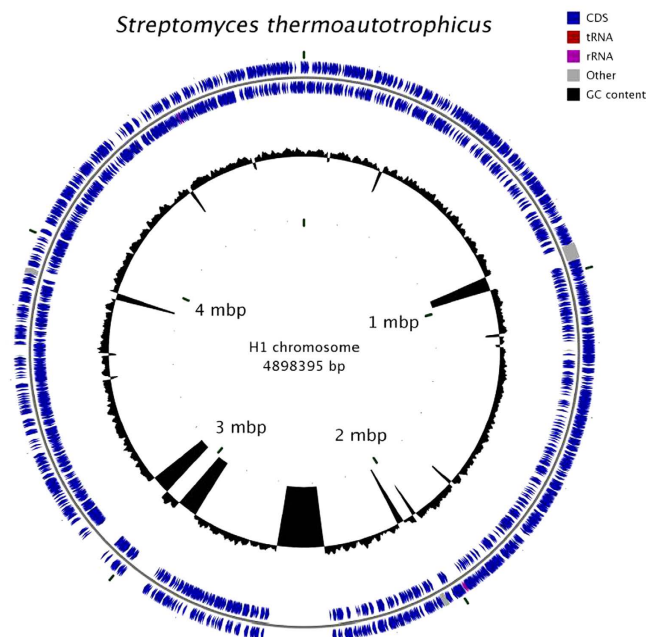 Streptomyces thermoautotrophicus
CDS
tRNA
rRNA
Other
GC content
4 mbp
1 mbp
H1 chromosome
4898395 bp
3 mbp
2 mbp